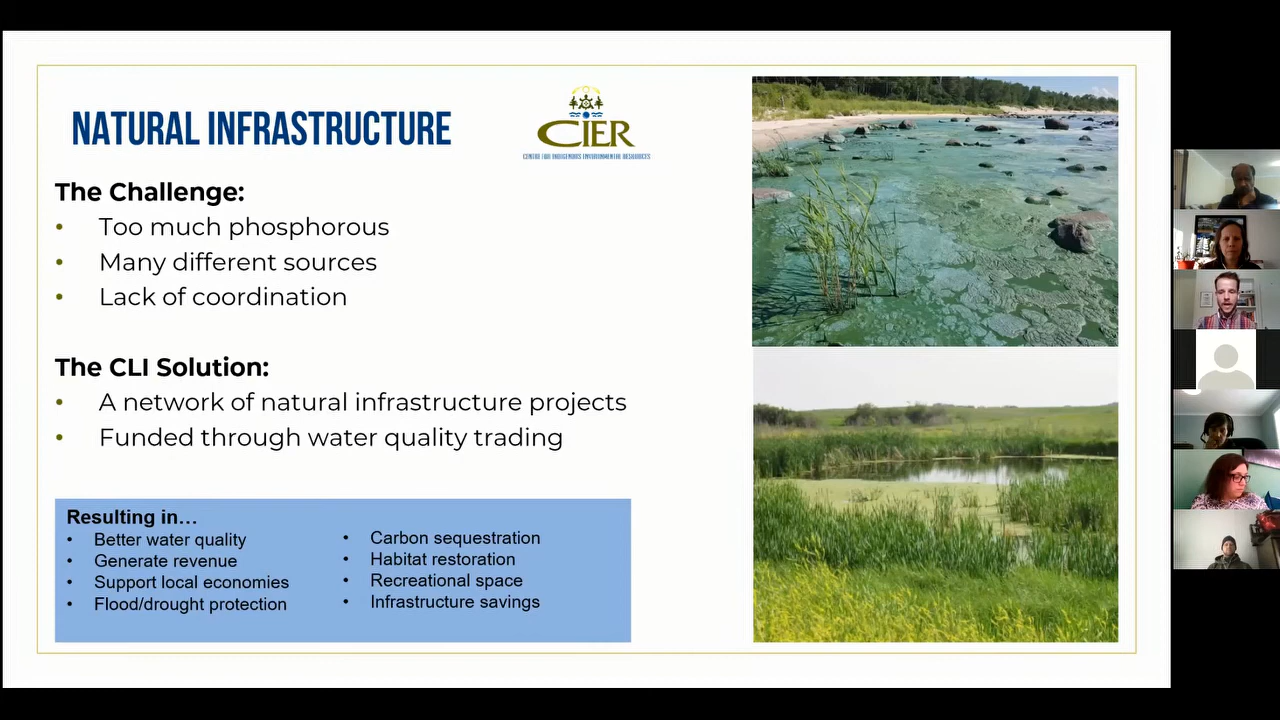 NATURAL INFRASTRUCTURE
CIER
CENTRE FOR INDIGENOUS ENVIRONMENTAL RESOURCES
The Challenge:
• Too much phosphorous
• Many different sources
• Lack of coordination
The CLI Solution:
• A network of natural infrastructure projects
• Funded through water quality trading
Resulting in…
• Better water quality
• Generate revenue
• Support local economies
• Flood/drought protection
• Carbon sequestration
• Habitat restoration
• Recreational space
• Infrastructure savings